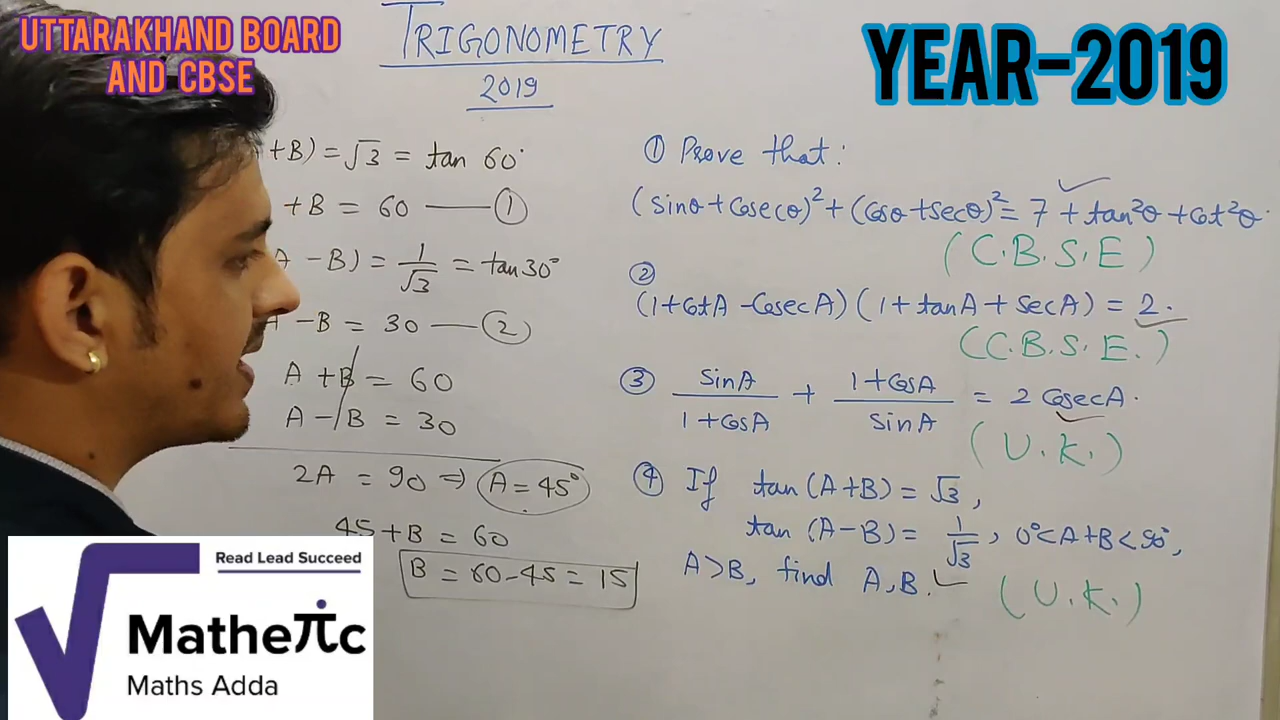 UTTARAKHAND BOARD
AND CBSE
YEAR-2019
TRIGONOMETRY
2019
+B) = √3 = tan 60°
+B = 60 —— ①
A - B) = 1/√3 = tan 30°
A - B = 30 —— ②
A + B = 60
A - B = 30
2A = 90 ⇒ A = 45°
45 + B = 60
B = 60 - 45 = 15
① Prove that:
(sinθ + cosecθ)² + (cosθ + secθ)² = 7 + tan²θ + cot²θ.
(C.B.S.E)
②
(1 + cotA - cosecA) (1 + tanA + secA) = 2.
(C.B.S.E.)
③ sinA/1+cosA + 1+cosA/sinA = 2 cosecA.
(U.K.)
④ If tan (A+B) = √3,
tan (A-B) = 1/√3, 0° < A+B < 90°,
A > B, find A, B.
(U.K.)
Read Lead Succeed
Matheπc
Maths Adda